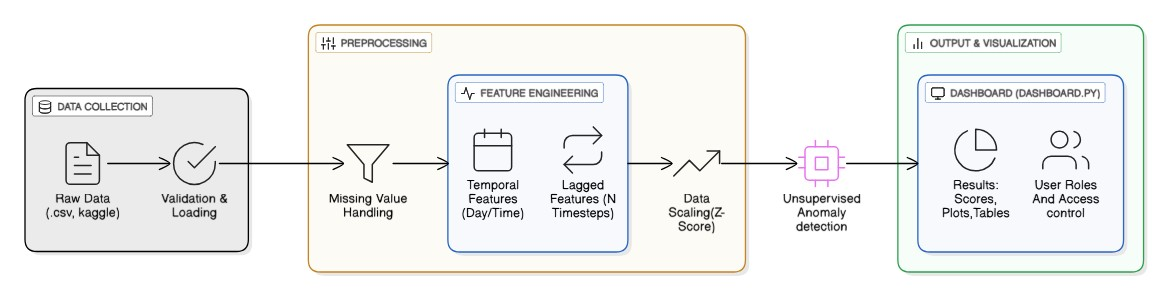 PREPROCESSING
OUTPUT & VISUALIZATION
DATA COLLECTION
FEATURE ENGINEERING
DASHBOARD (DASHBOARD.PY)
Raw Data
(.csv, kaggle)
Validation &
Loading
Missing Value
Handling
Temporal
Features
(Day/Time)
Lagged
Features (N
Timesteps)
Data
Scaling(Z-
Score)
Unsupervised
Anomaly
detection
Results:
Scores,
Plots,Tables
User Roles
And Access
control